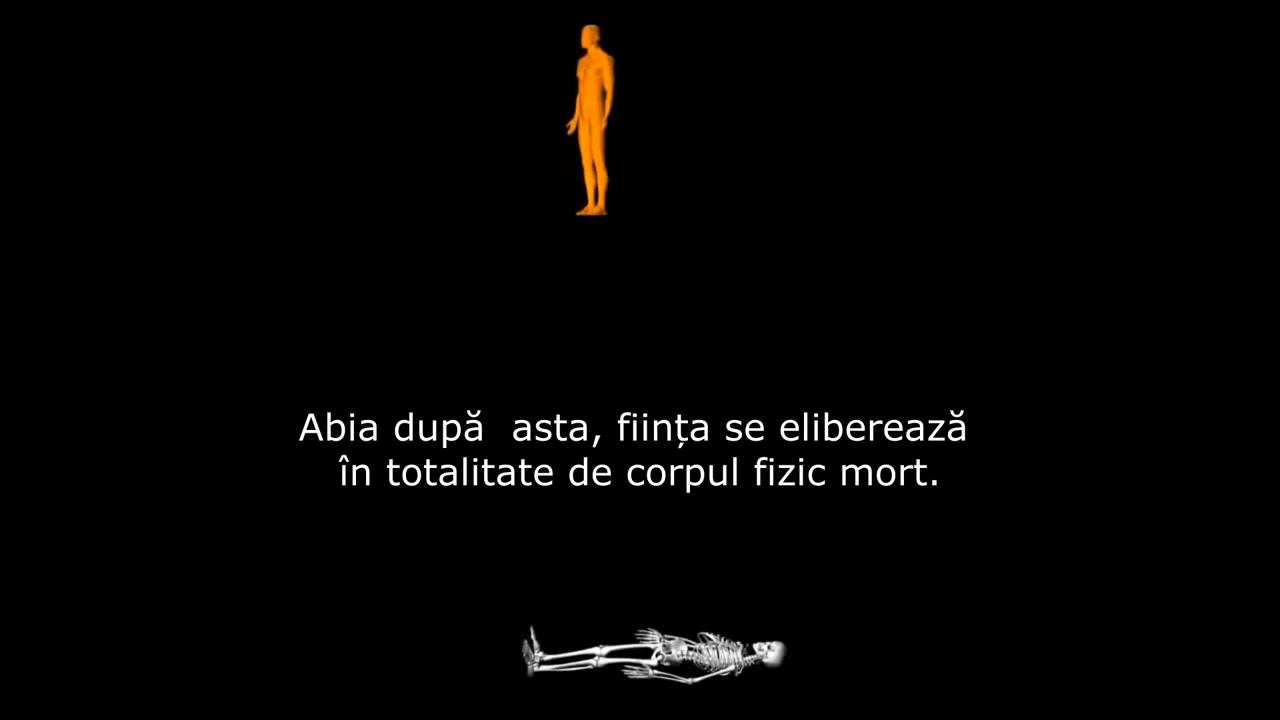 Abia după  asta, ființa se eliberează
în totalitate de corpul fizic mort.